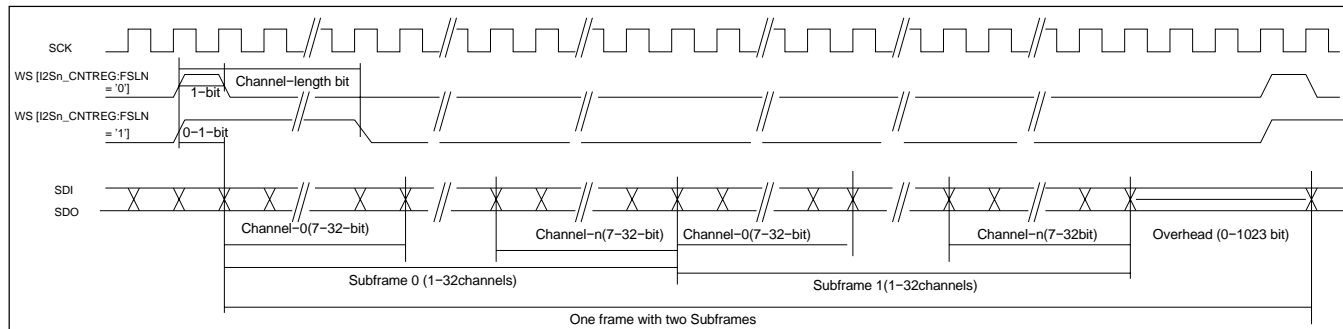 SCK
WS [I2Sn_CNTREG:FSLN
= '0']
Channel−length bit
1−bit
WS [I2Sn_CNTREG:FSLN
= '1']
0−1−bit
SDI
SDO
Channel−0(7−32−bit)
Channel−n(7−32−bit)
Channel−0(7−32−bit)
Channel−n(7−32bit)
Overhead (0−1023 bit)
Subframe 0 (1−32channels)
Subframe 1(1−32channels)
One frame with two Subframes